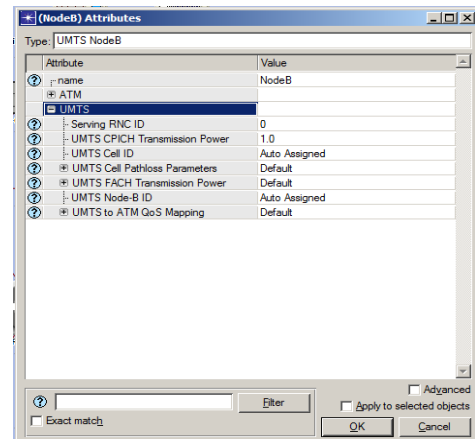 (NodeB) Attributes
Type: UMTS NodeB
Attribute Value
name NodeB
ATM
UMTS
Serving RNC ID 0
UMTS CPICH Transmission Power 1.0
UMTS Cell ID Auto Assigned
UMTS Cell Pathloss Parameters Default
UMTS FACH Transmission Power Default
UMTS Node-B ID Auto Assigned
UMTS to ATM QoS Mapping Default
Advanced
Filter
Apply to selected objects
Exact match
OK Cancel